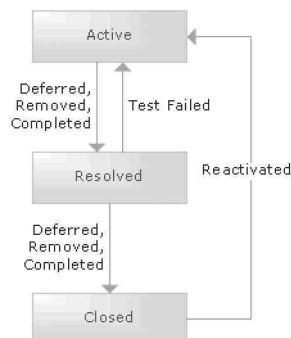 Active
Deferred,
Removed,
Completed
Test Failed
Resolved
Reactivated
Deferred,
Removed,
Completed
Closed